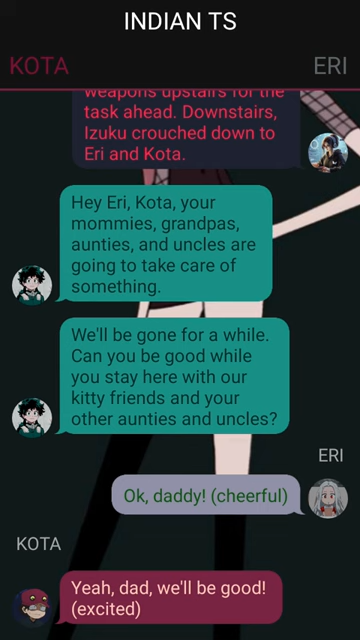 INDIAN TS
KOTA
ERI
weapons upstairs for the
task ahead. Downstairs,
Izuku crouched down to
Eri and Kota.
Hey Eri, Kota, your
mommies, grandpas,
aunties, and uncles are
going to take care of
something.
We'll be gone for a while.
Can you be good while
you stay here with our
kitty friends and your
other aunties and uncles?
ERI
Ok, daddy! (cheerful)
KOTA
Yeah, dad, we'll be good!
(excited)